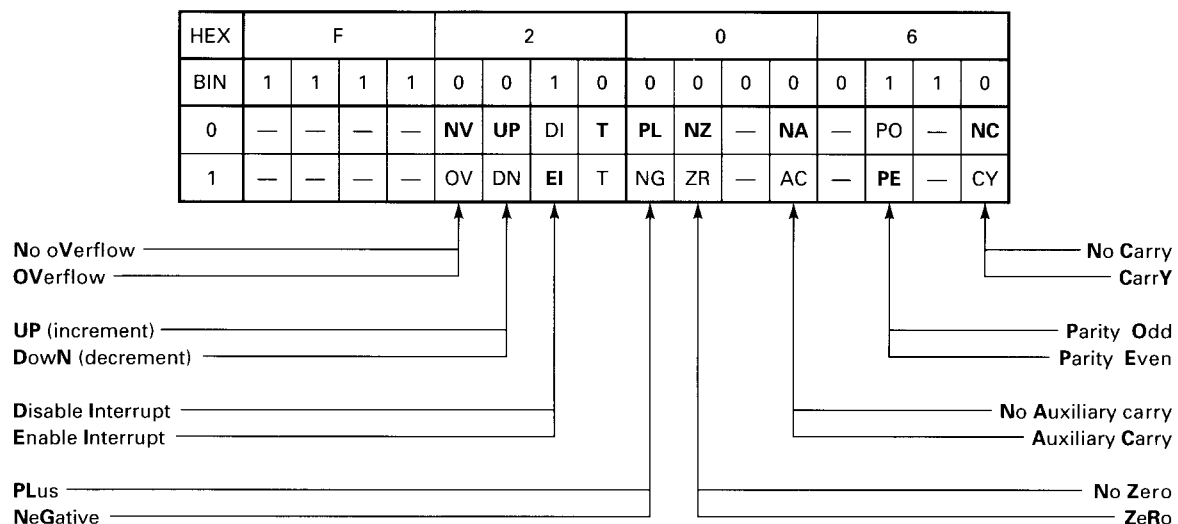 HEX F 2 0 6
BIN 1 1 1 1 0 0 1 0 0 0 0 0 0 1 1 0
0 — — — — NV UP DI T PL NZ — NA — PO — NC
1 — — — — OV DN EI T NG ZR — AC — PE — CY
No oVerflow
OVerflow
UP (increment)
DowN (decrement)
Disable Interrupt
Enable Interrupt
PLus
NeGative
No Carry
CarrY
Parity Odd
Parity Even
No Auxiliary carry
Auxiliary Carry
No Zero
ZeRo